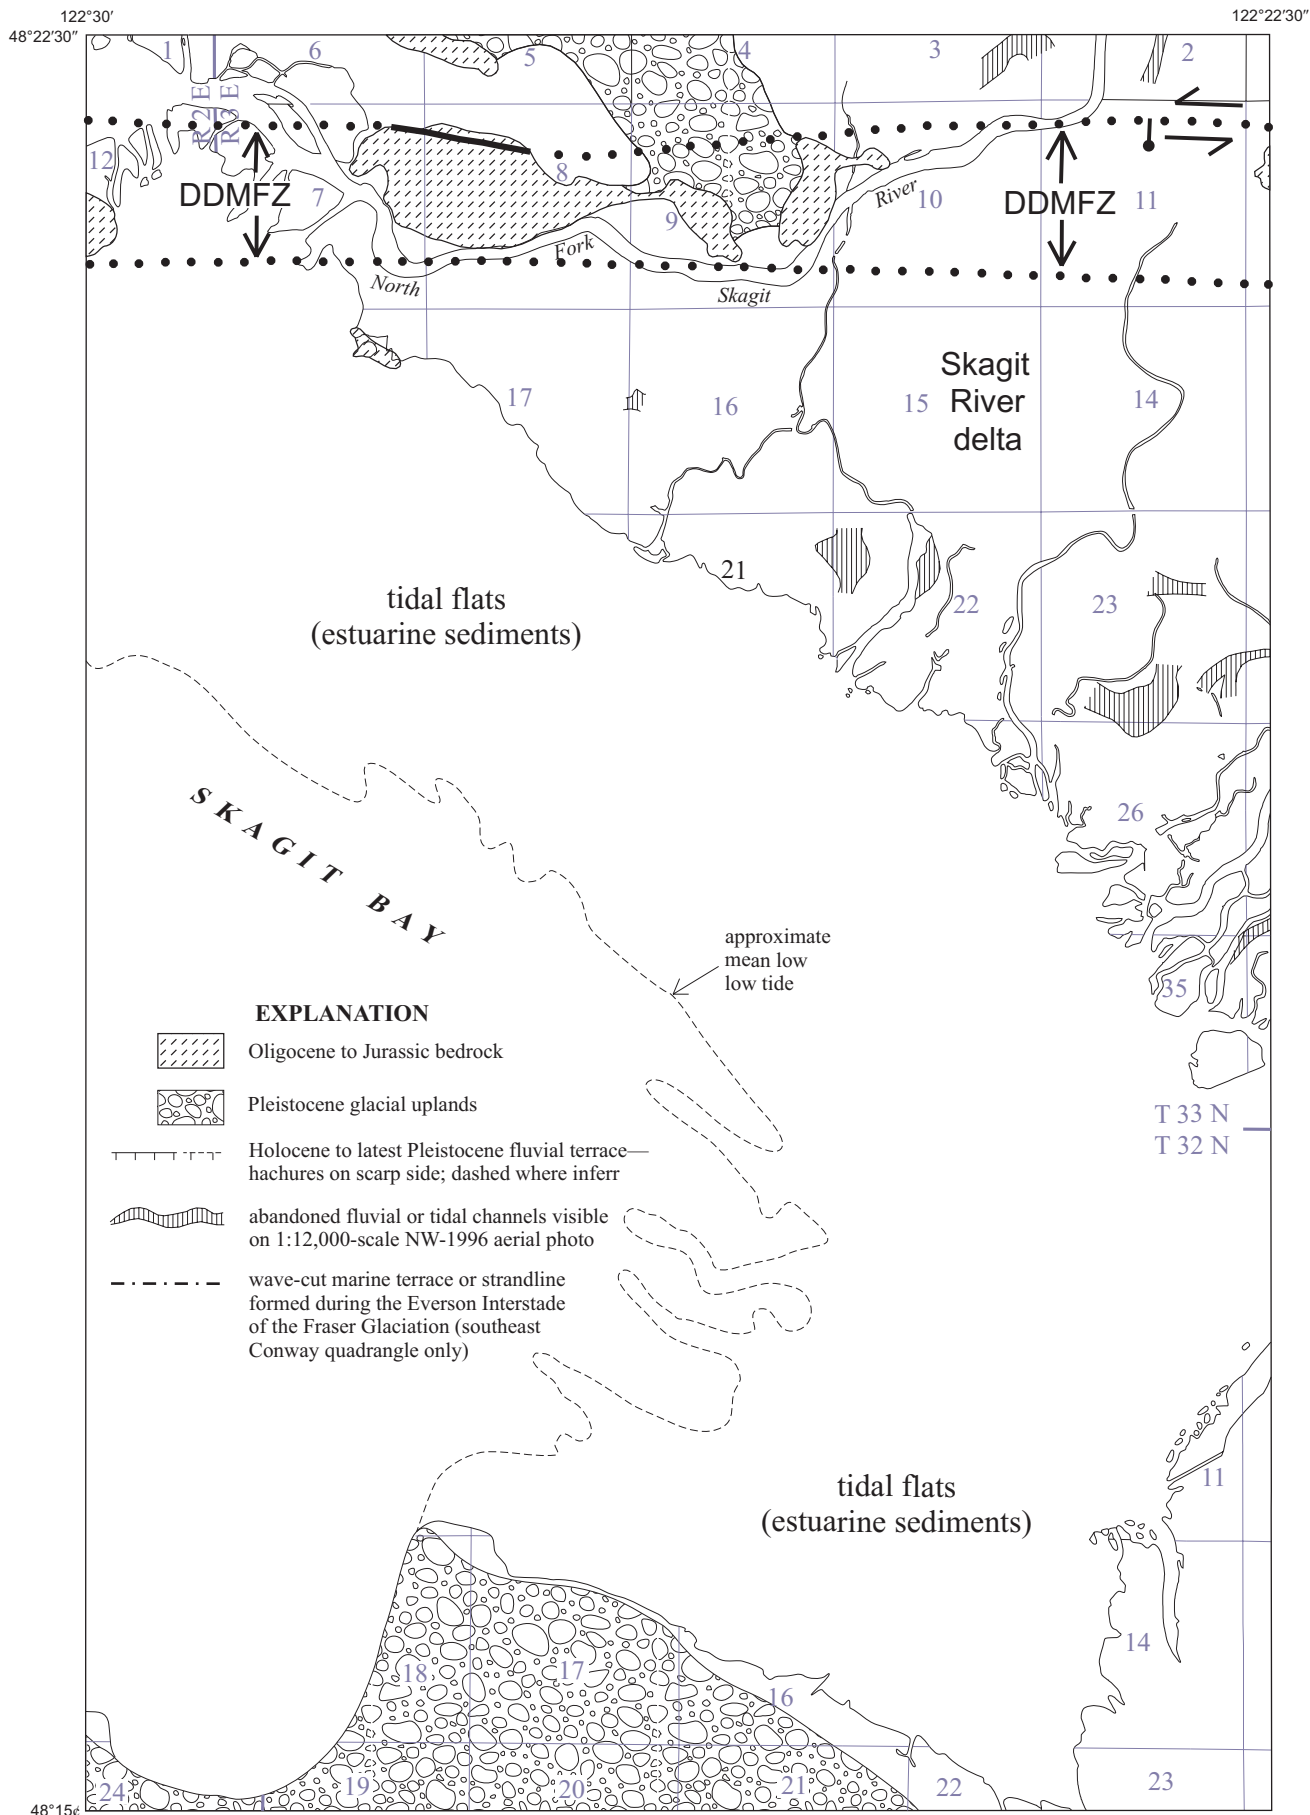 122°30'
122°22'30"
48°22'30"
1
6
5
4
3
2
R 2 E
R 3 E
12
DDMFZ
7
8
9
River
10
DDMFZ
11
North
Fork
Skagit
17
16
15
Skagit
River
delta
14
21
22
23
tidal flats
(estuarine sediments)
SKAGIT BAY
26
approximate
mean low
low tide
35
EXPLANATION
Oligocene to Jurassic bedrock
Pleistocene glacial uplands
Holocene to latest Pleistocene fluvial terrace—
hachures on scarp side; dashed where inferr
abandoned fluvial or tidal channels visible
on 1:12,000-scale NW-1996 aerial photo
wave-cut marine terrace or strandline
formed during the Everson Interstade
of the Fraser Glaciation (southeast
Conway quadrangle only)
T 33 N
T 32 N
11
tidal flats
(estuarine sediments)
14
18
17
16
24
19
20
21
22
23
48°15¢